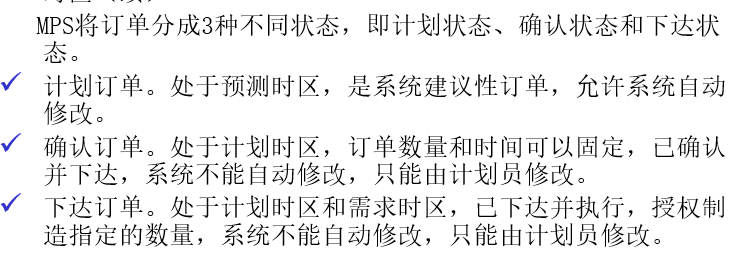 MPS将订单分成3种不同状态，即计划状态、确认状态和下达状
态。
✓ 计划订单。处于预测时区，是系统建议性订单，允许系统自动
修改。
✓ 确认订单。处于计划时区，订单数量和时间可以固定，已确认
并下达，系统不能自动修改，只能由计划员修改。
✓ 下达订单。处于计划时区和需求时区，已下达并执行，授权制
造指定的数量，系统不能自动修改，只能由计划员修改。